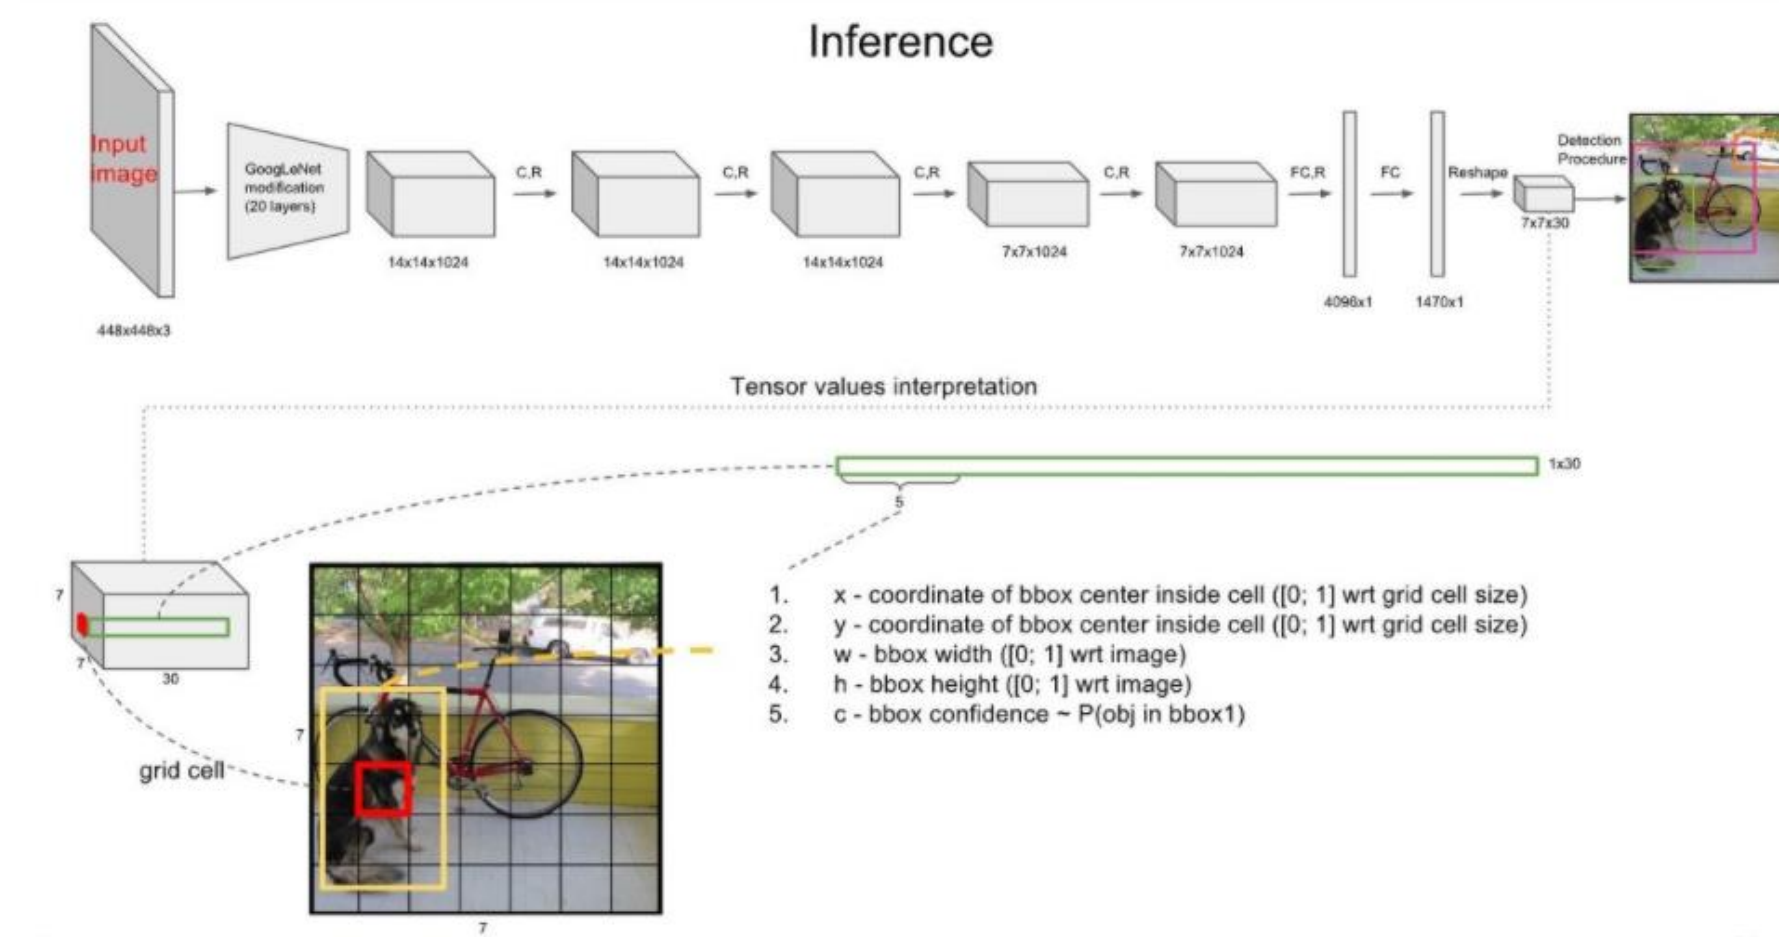 Inference
Input
image
GoogLeNet
modification
(20 layers)
C,R
C,R
C,R
C,R
FC,R
FC
Reshape
Detection
Procedure
448x448x3
14x14x1024
14x14x1024
14x14x1024
7x7x1024
7x7x1024
4096x1
1470x1
7x7x30
Tensor values interpretation
1x30
5
7
7
30
grid cell
7
7
1. x - coordinate of bbox center inside cell ([0; 1] wrt grid cell size)
2. y - coordinate of bbox center inside cell ([0; 1] wrt grid cell size)
3. w - bbox width ([0; 1] wrt image)
4. h - bbox height ([0; 1] wrt image)
5. c - bbox confidence ~ P(obj in bbox1)